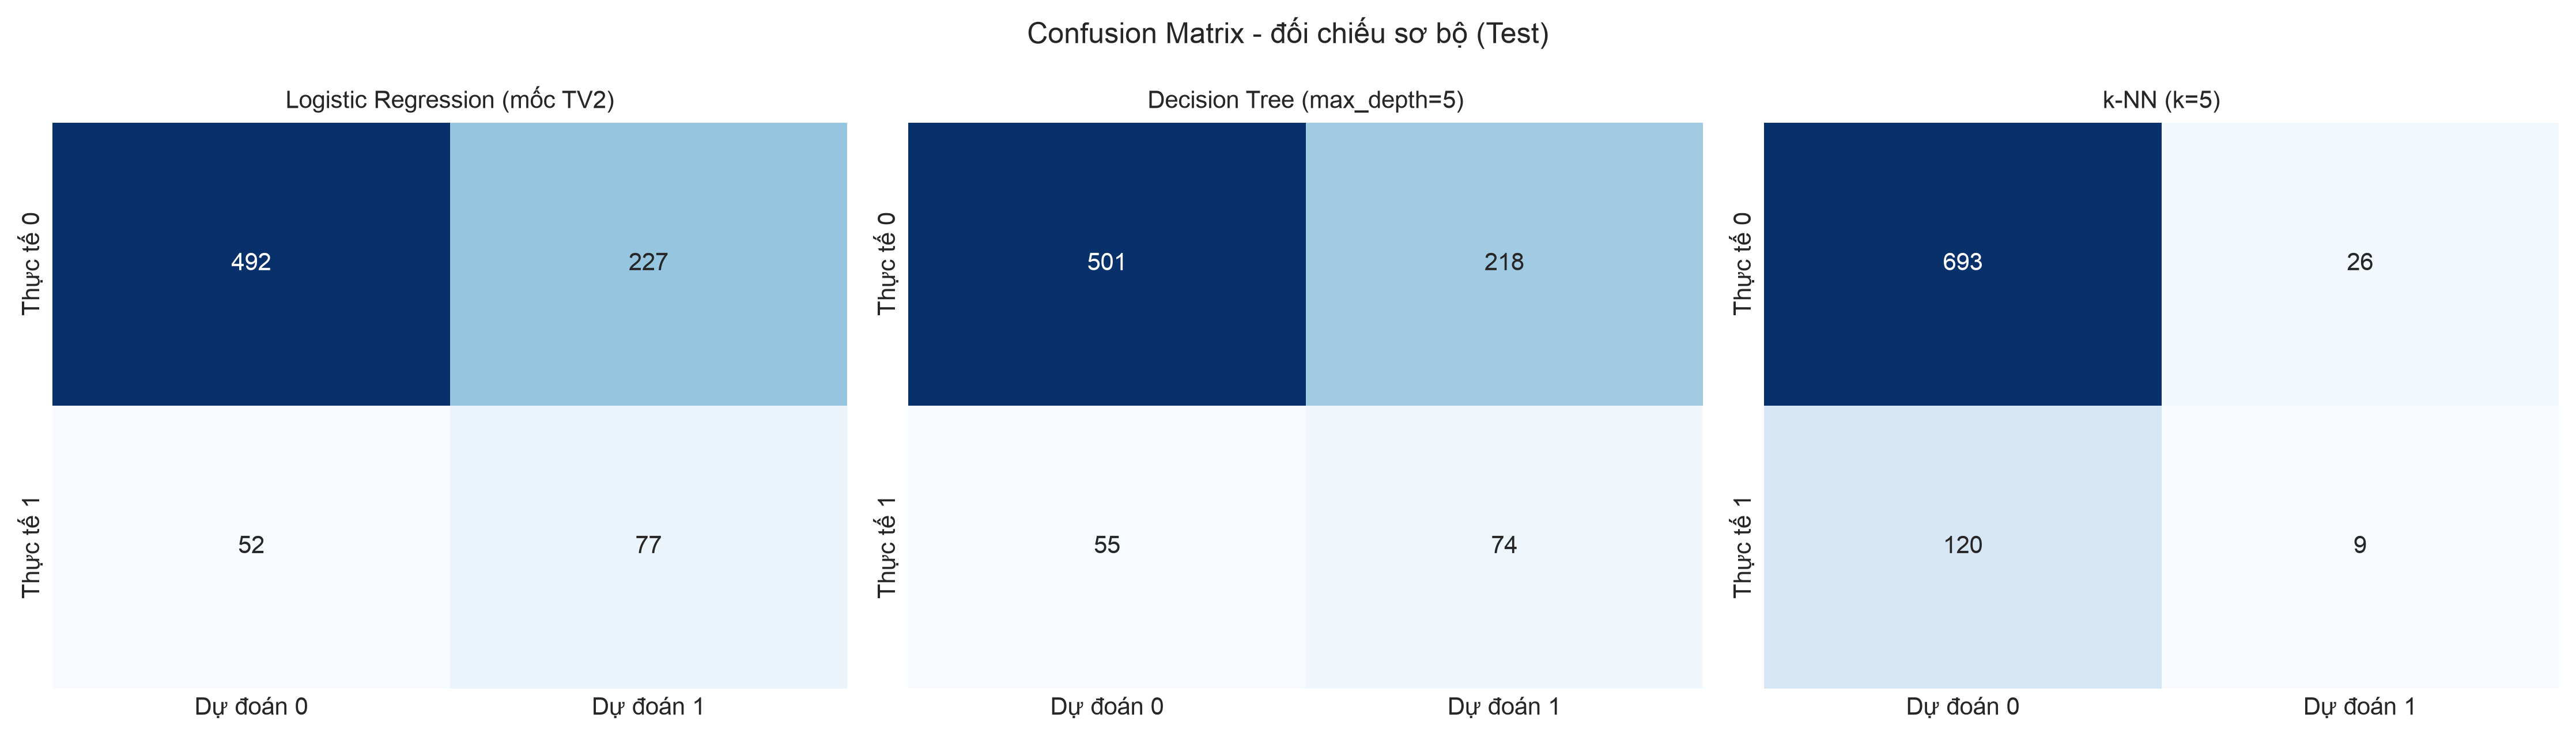 Confusion Matrix - đối chiếu sơ bộ (Test)
Logistic Regression (mốc TV2)
Thực tế 0
492
227
Thực tế 1
52
77
Dự đoán 0
Dự đoán 1
Decision Tree (max_depth=5)
Thực tế 0
501
218
Thực tế 1
55
74
Dự đoán 0
Dự đoán 1
k-NN (k=5)
Thực tế 0
693
26
Thực tế 1
120
9
Dự đoán 0
Dự đoán 1